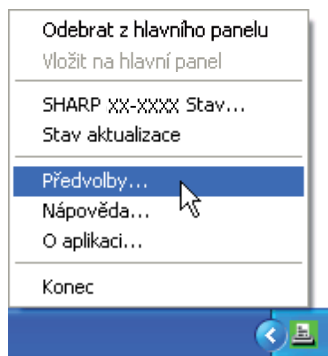 Odebrat z hlavního panelu
Vložit na hlavní panel
SHARP XX-XXXX Stav...
Stav aktualizace
Předvolby...
Nápověda...
O aplikaci...
Konec